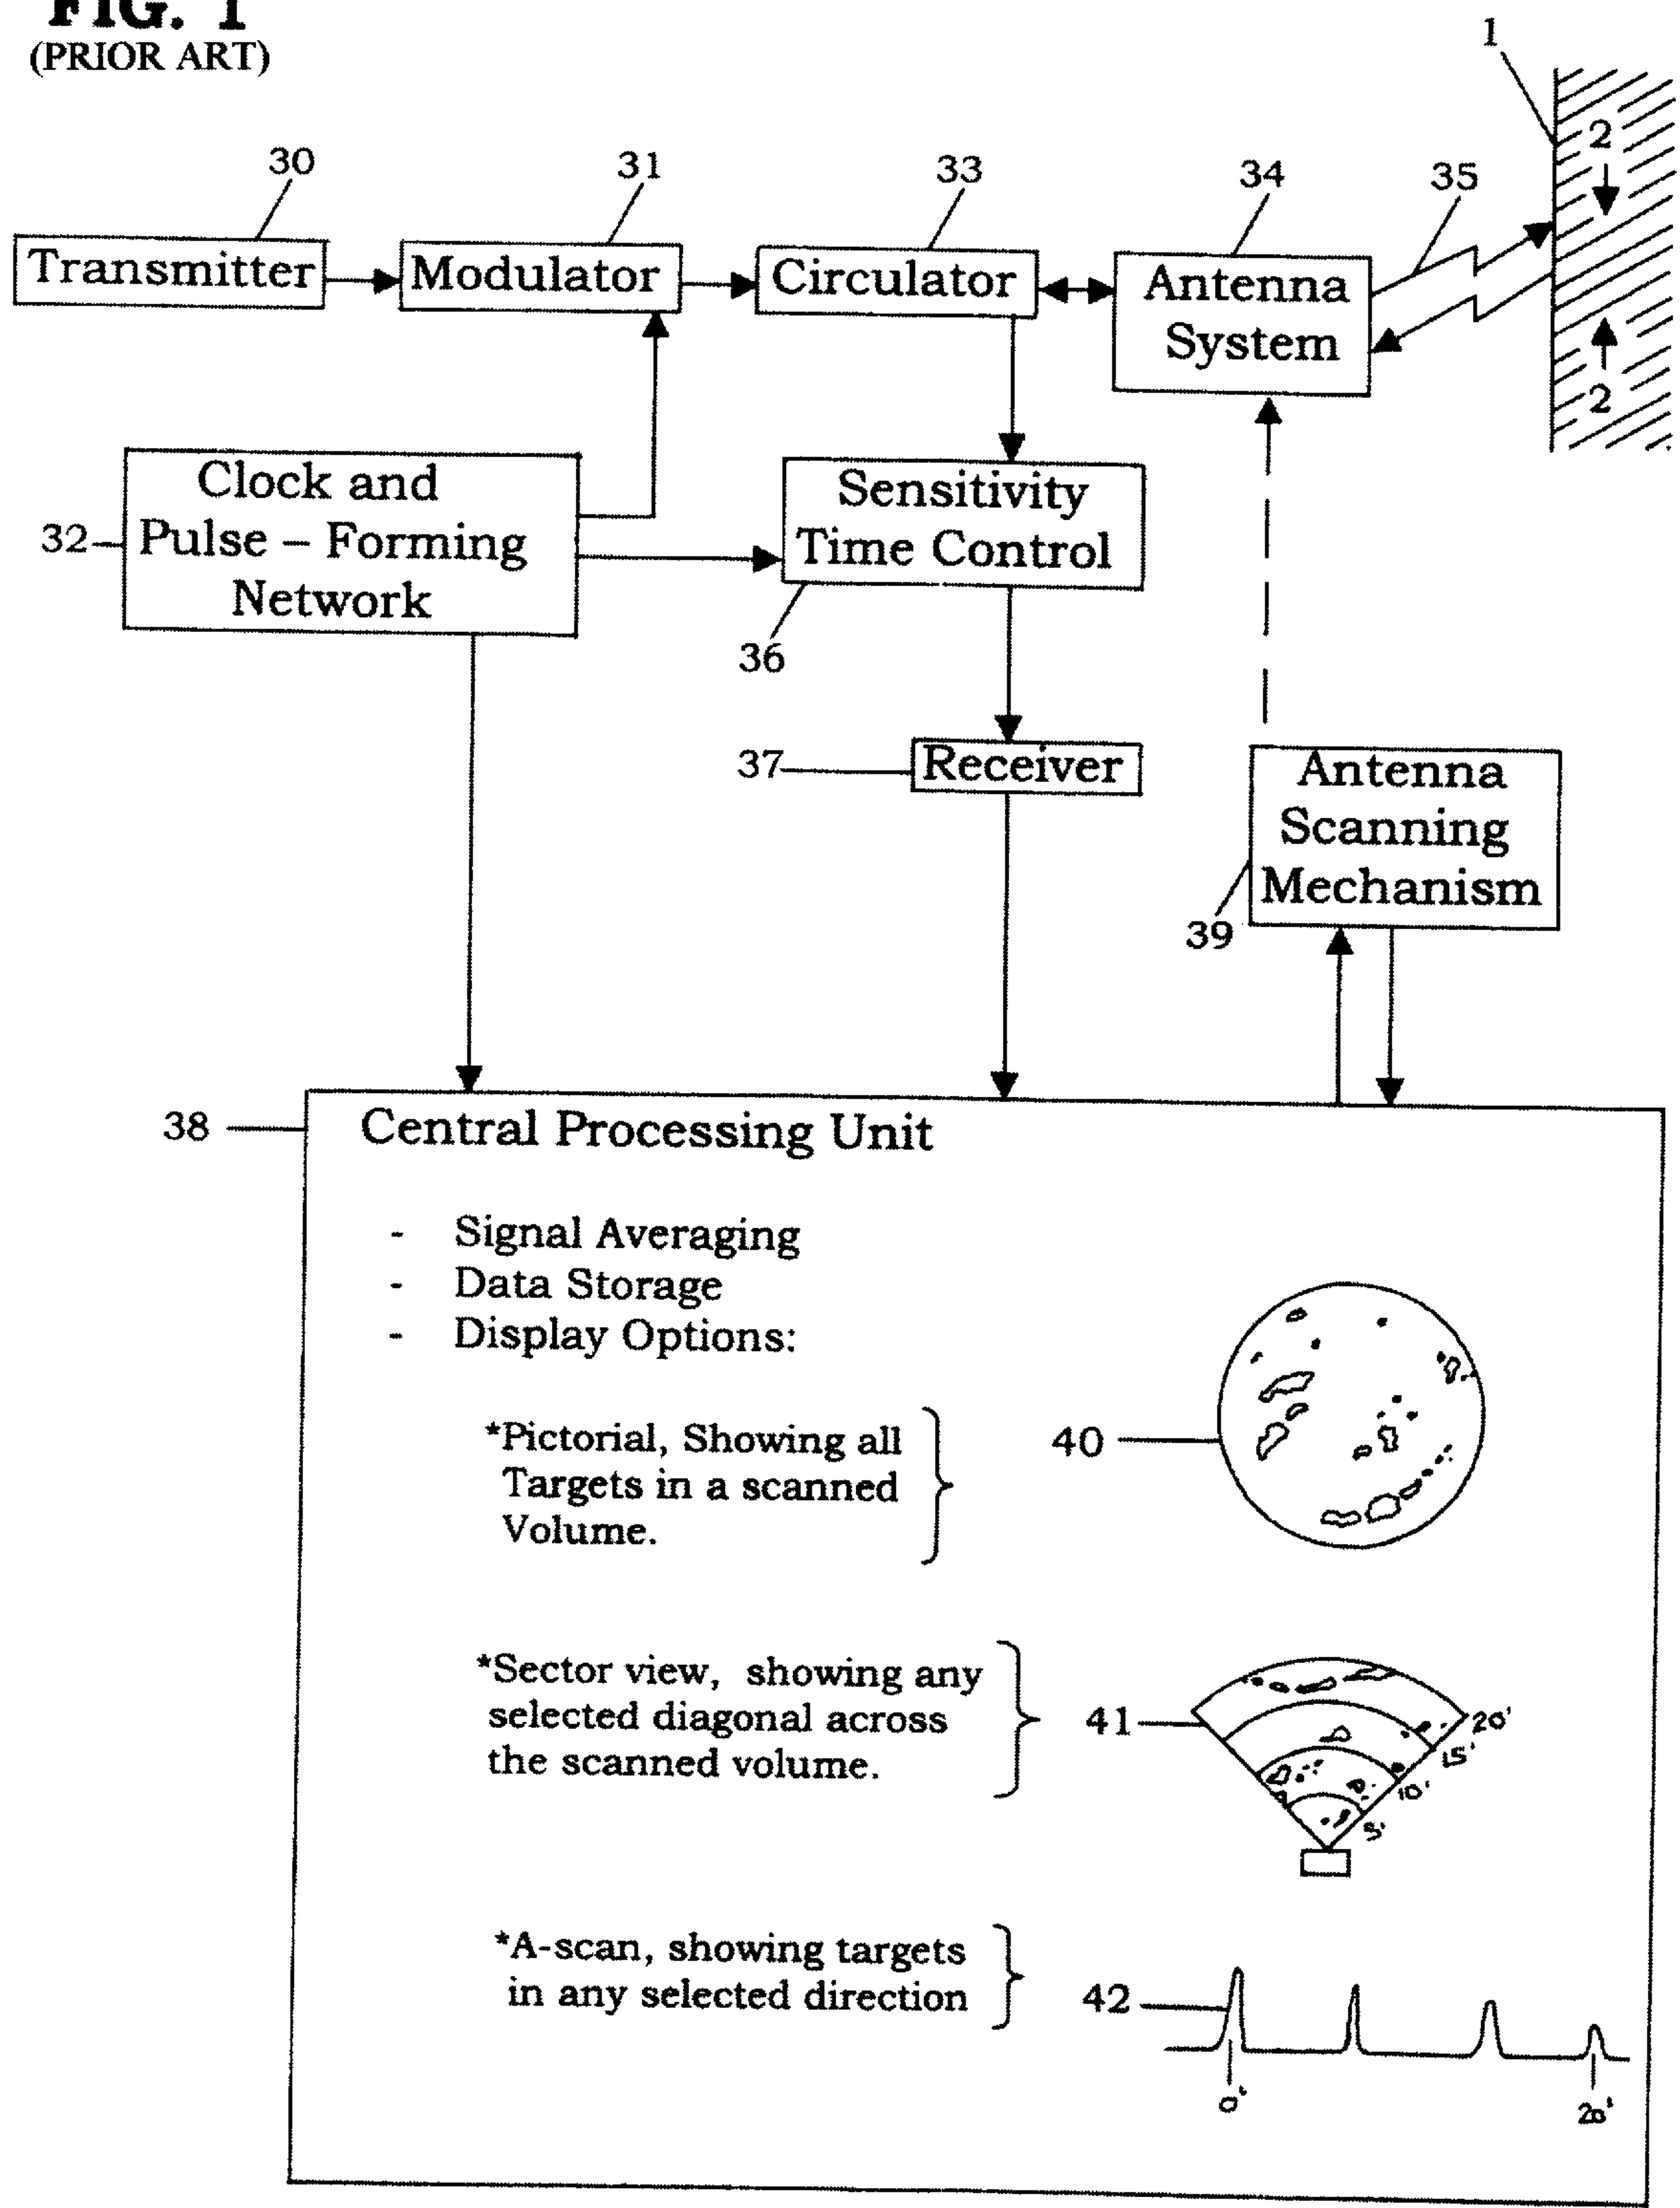 FIG. 1
(PRIOR ART)
1
30
31
33
34
35
2
Transmitter
Modulator
Circulator
Antenna
System
2
32
Clock and
Pulse – Forming
Network
Sensitivity
Time Control
36
37
Receiver
Antenna
Scanning
Mechanism
39
38
Central Processing Unit
- Signal Averaging
- Data Storage
- Display Options:
*Pictorial, Showing all
Targets in a scanned
Volume.
40
*Sector view, showing any
selected diagonal across
the scanned volume.
41
20'
15'
10'
5'
*A-scan, showing targets
in any selected direction
42
0'
20'